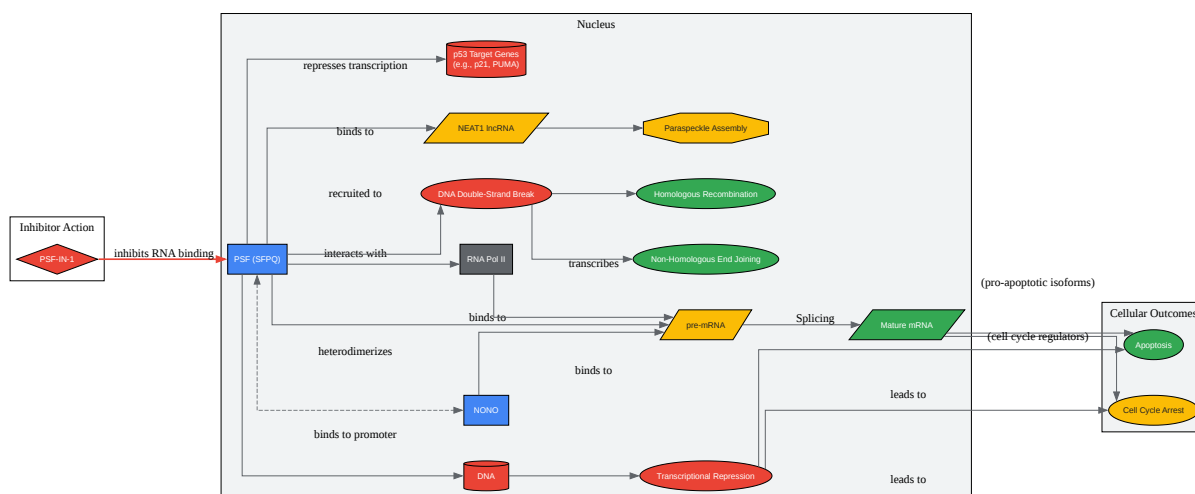 Nucleus
p53 Target Genes
(e.g., p21, PUMA)
represses transcription
NEAT1 lncRNA
Paraspeckle Assembly
binds to
recruited to
DNA Double-Strand Break
Homologous Recombination
Inhibitor Action
PSF-IN-1
inhibits RNA binding
PSF (SFPQ)
interacts with
RNA Pol II
transcribes
Non-Homologous End Joining
(pro-apoptotic isoforms)
binds to
pre-mRNA
Splicing
Mature mRNA
Cellular Outcomes
(cell cycle regulators)
Apoptosis
heterodimerizes
binds to
leads to
NONO
Cell Cycle Arrest
binds to promoter
DNA
Transcriptional Repression
leads to